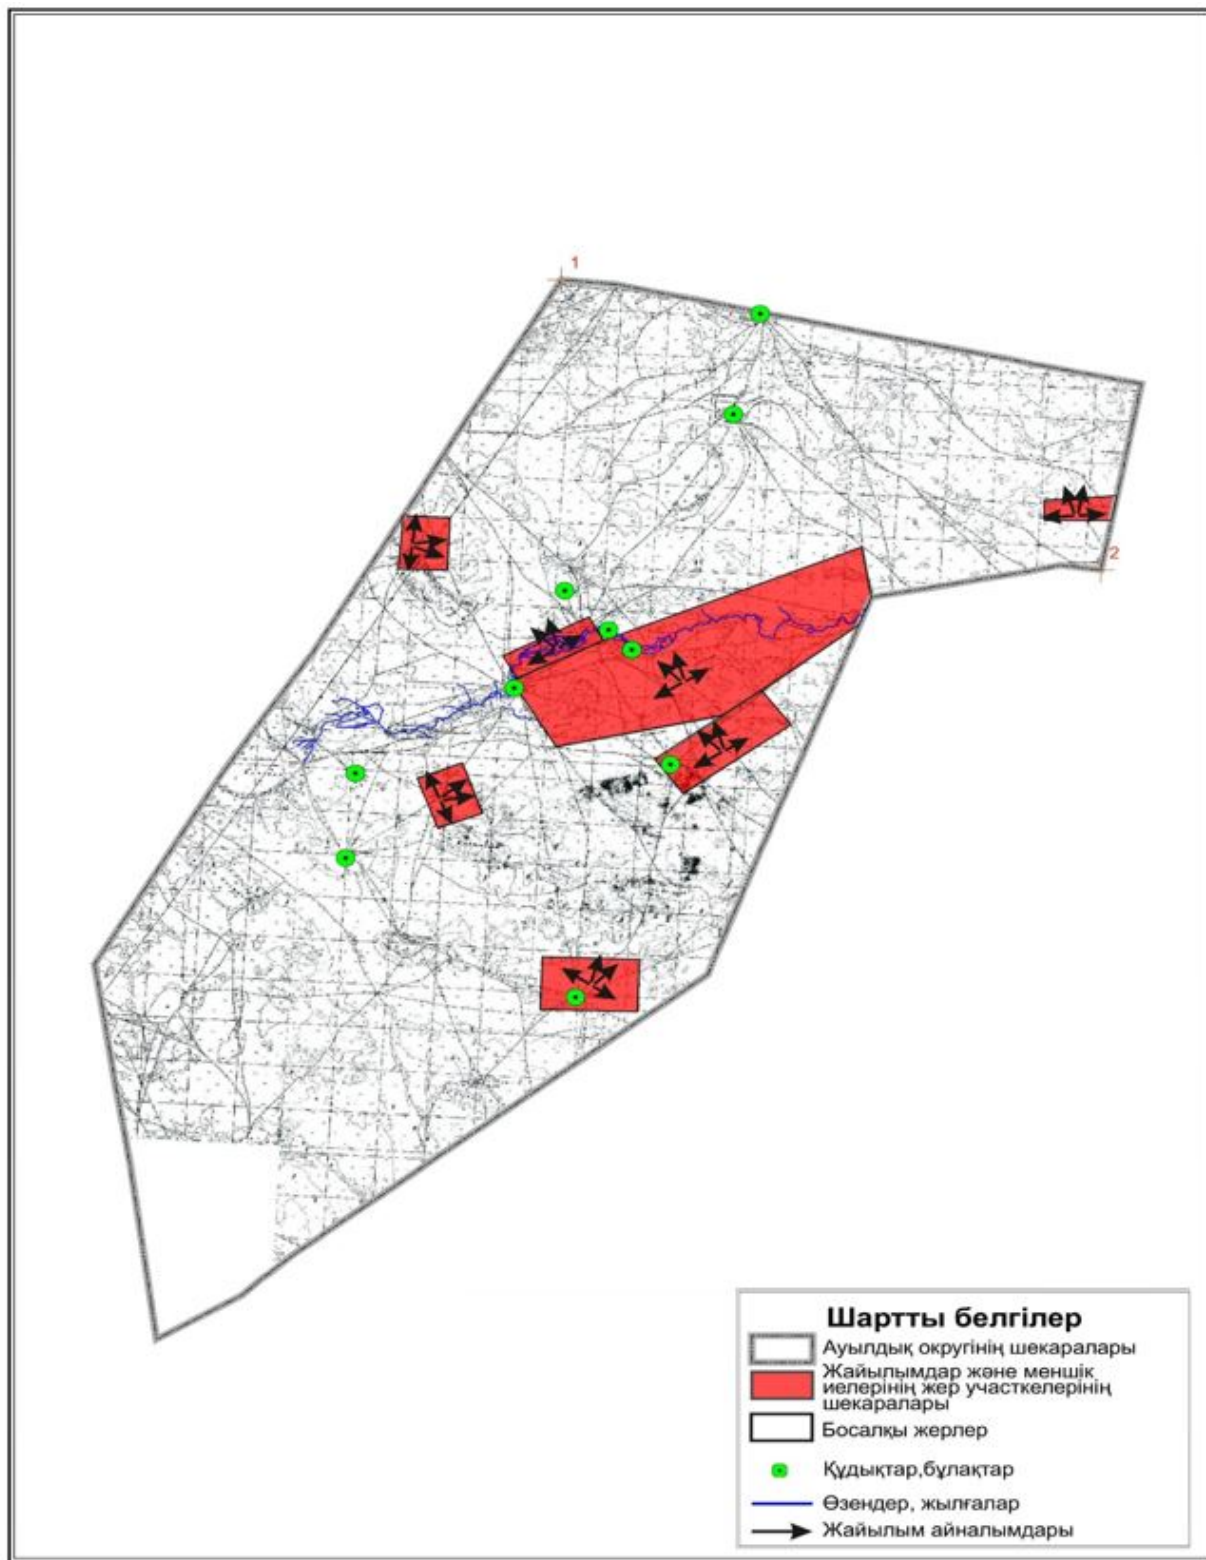 1
2
Шартты белгілер
Ауылдық округінің шекаралары
Жайылымдар және меншік
иелерінің жер участкелерінің
шекаралары
Босалқы жерлер
Құдықтар,бұлақтар
Өзендер, жылғалар
Жайылым айналымдары